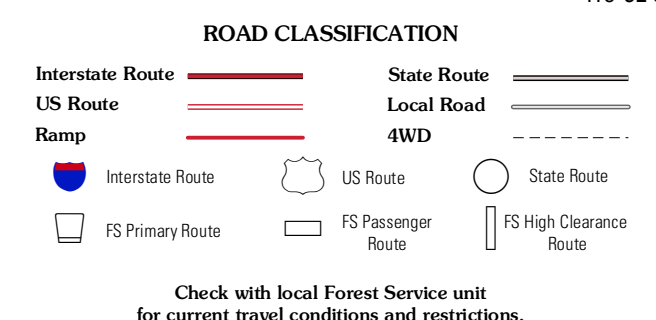 ROAD CLASSIFICATION
Interstate Route
State Route
US Route
Local Road
Ramp
4WD
Interstate Route
US Route
State Route
FS Primary Route
FS Passenger
Route
FS High Clearance
Route
Check with local Forest Service unit
for current travel conditions and restrictions.